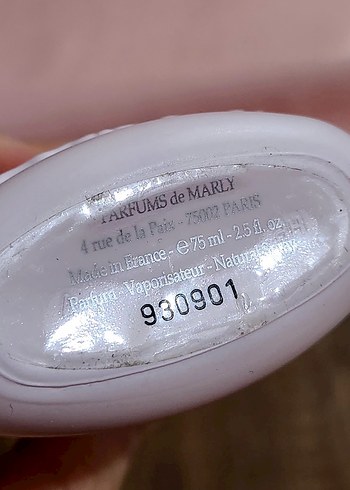 PARFUMS de MARLY
4 rue de la Paix - 75002 PARIS
Made in France - ℮75 ml - 2.5 fl. oz
Parfum - Vaporisateur - Natural Spray
930901